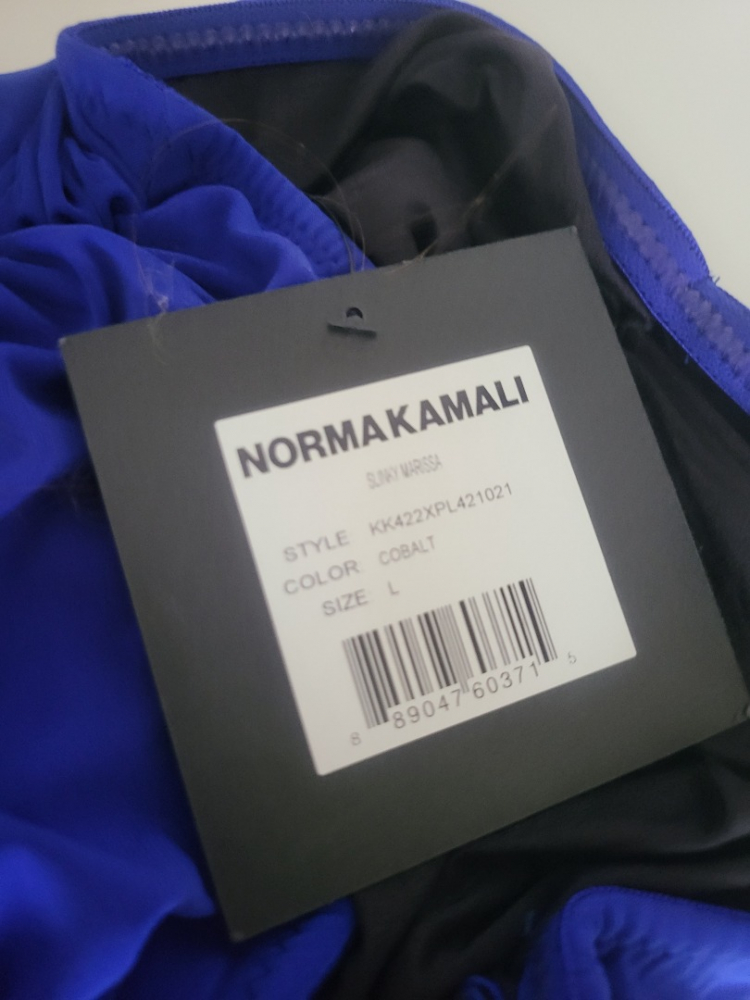 NORMAKAMALI
SLINKY MARISSA
STYLE KK422XPL421021
COLOR COBALT
SIZE L
8 89047 60371 5